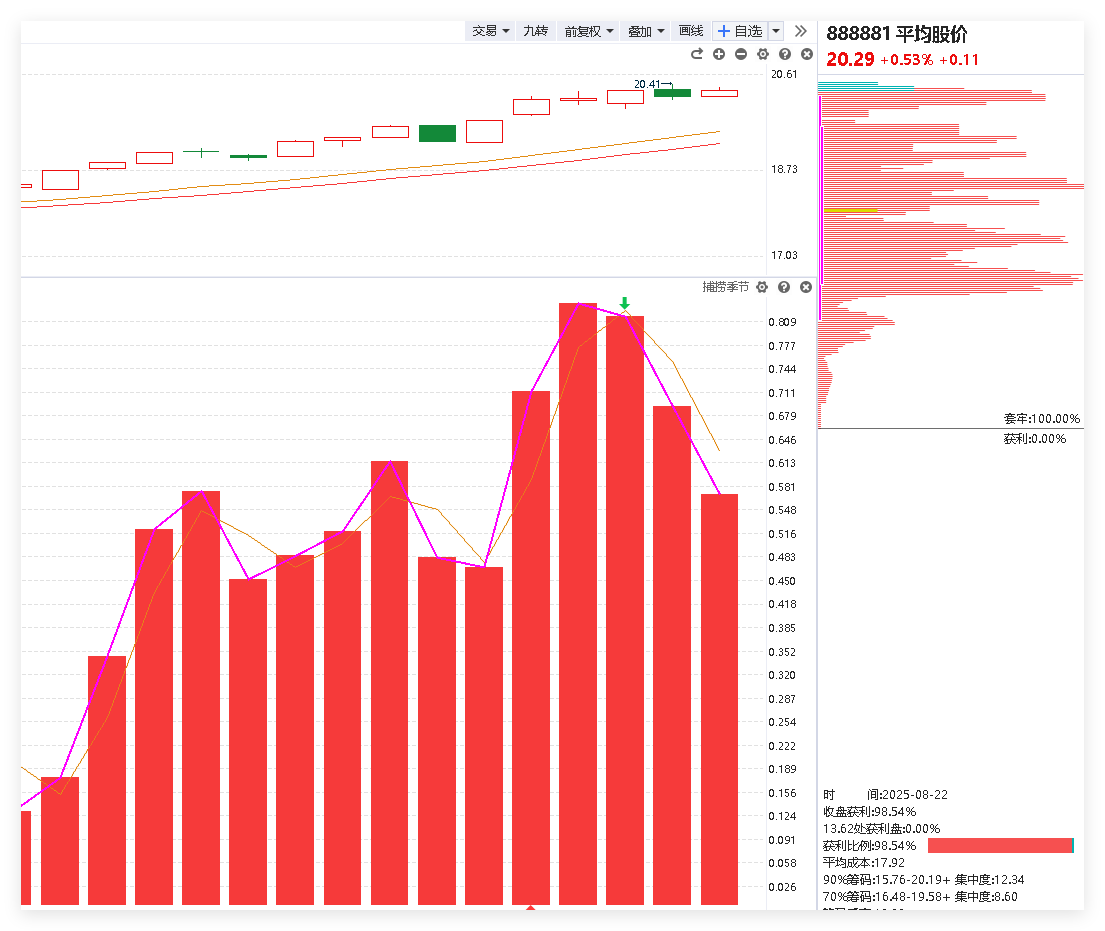 交易 九转 前复权 叠加 画线 + 自选
888881 平均股价
20.29 +0.53% +0.11
20.41→
20.61
18.73
17.03
捕捞季节
0.809
0.777
0.744
0.711
0.679
0.646
0.613
0.581
0.548
0.516
0.483
0.450
0.418
0.385
0.352
0.320
0.287
0.254
0.222
0.189
0.156
0.124
0.091
0.058
0.026
套牢:100.00%
获利:0.00%
时 间:2025-08-22
收盘获利:98.54%
13.62处获利盘:0.00%
获利比例:98.54%
平均成本:17.92
90%筹码:15.76-20.19+ 集中度:12.34
70%筹码:16.48-19.58+ 集中度:8.60